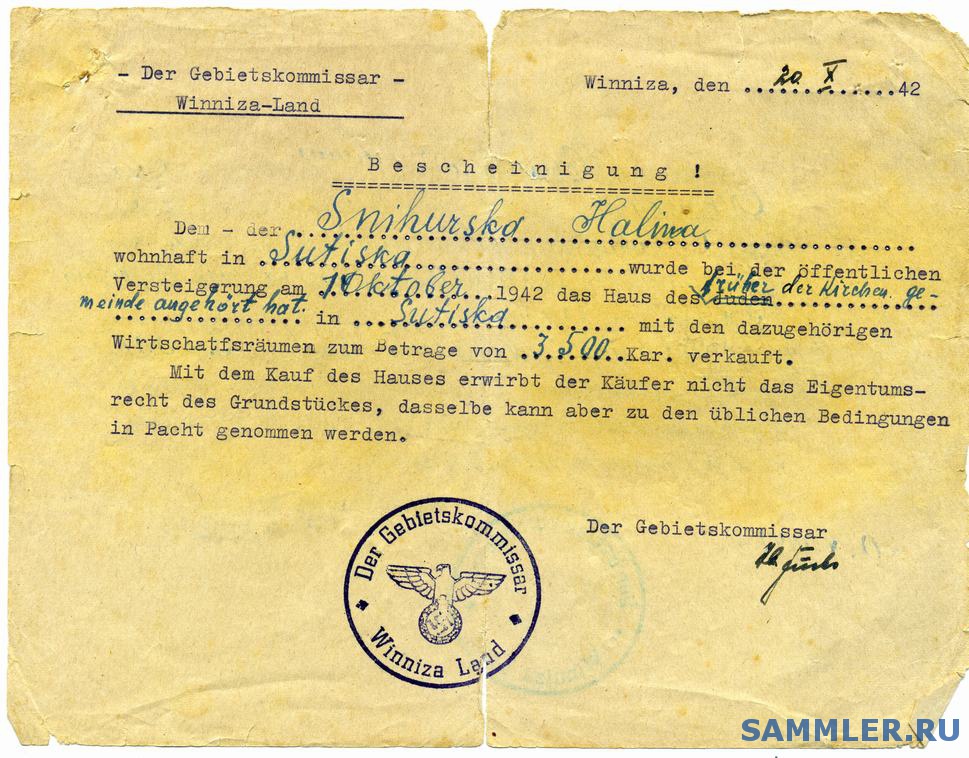 - Der Gebietskommissar -
Winniza-Land
Winniza, den ...20 X......42
Bescheinigung !
===============================
Dem - der Snihurska Halina
wohnhaft in Sutiska wurde bei der öffentlichen
Versteigerung am 1 Oktober 1942 das Haus des Juden früher der Kirchen. ge-
meinde angehört hat. in Sutiska mit den dazugehörigen
Wirtschatfsräumen zum Betrage von 3.500 Kar. verkauft.
Mit dem Kauf des Hauses erwirbt der Käufer nicht das Eigentums-
recht des Grundstückes, dasselbe kann aber zu den üblichen Bedingungen
in Pacht genommen werden.
Der Gebietskommissar
Der Gebietskommissar
Winniza Land
SAMMLER.RU